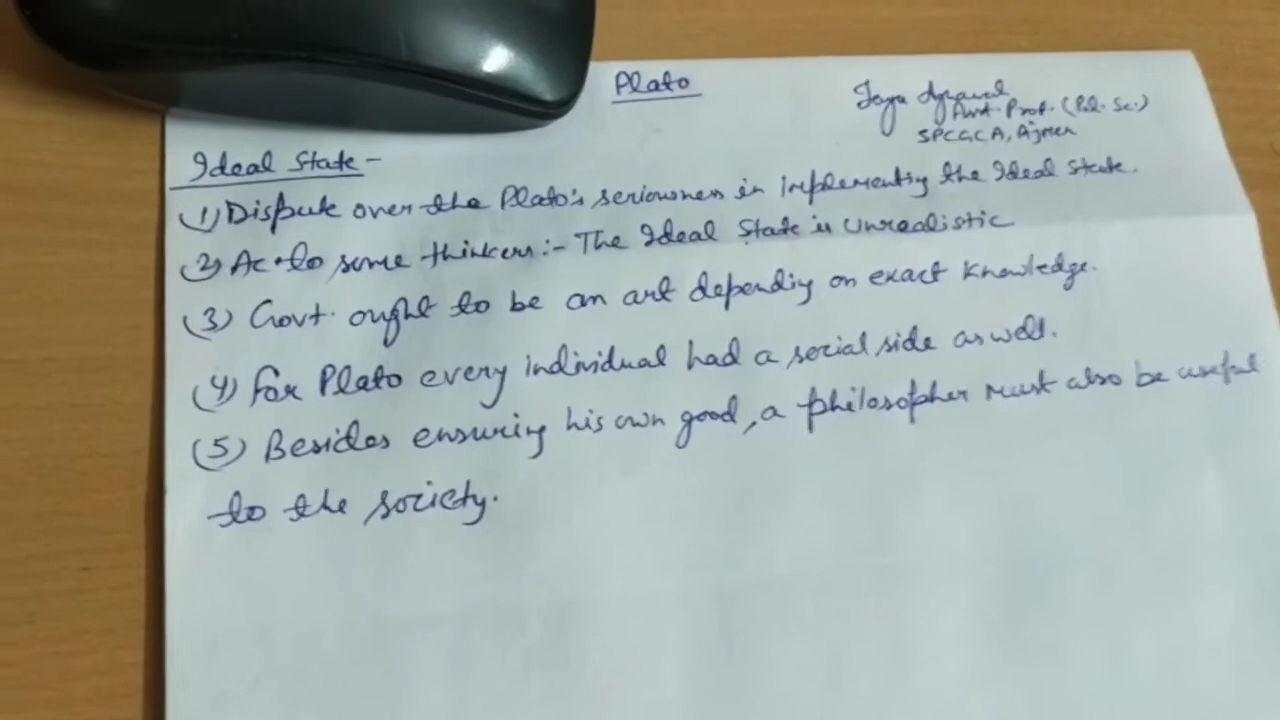 Plato
Jaya Agrawal
Asst. Prof. (Pol. Sc.)
SPCGCA, Ajmer
Ideal State -
(1) Dispute over the Plato's seriousness in implementing the Ideal State.
(2) Ac. to some thinkers:- The Ideal State is Unrealistic
(3) Govt. ought to be an art depending on exact Knowledge.
(4) For Plato every individual had a social side as well.
(5) Besides ensuring his own good, a philosopher must also be useful
to the society.